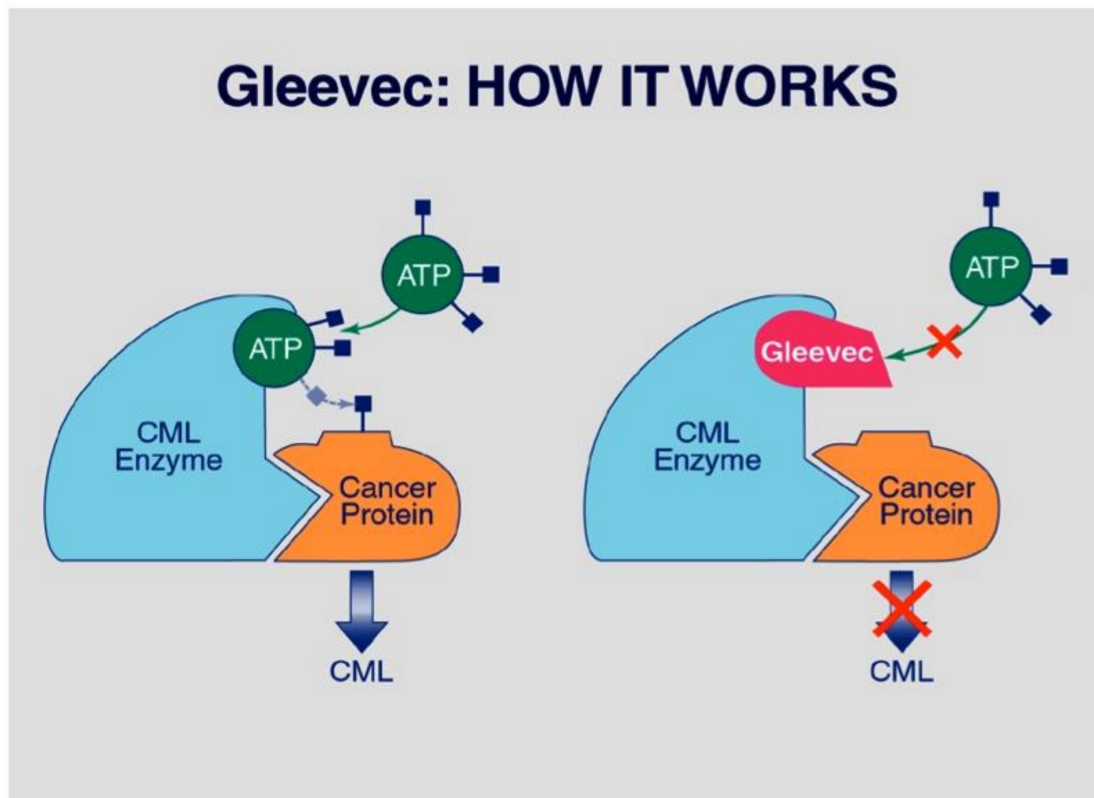 Gleevec: HOW IT WORKS
ATP
ATP
CML
Enzyme
Cancer
Protein
CML
ATP
Gleevec
CML
Enzyme
Cancer
Protein
CML